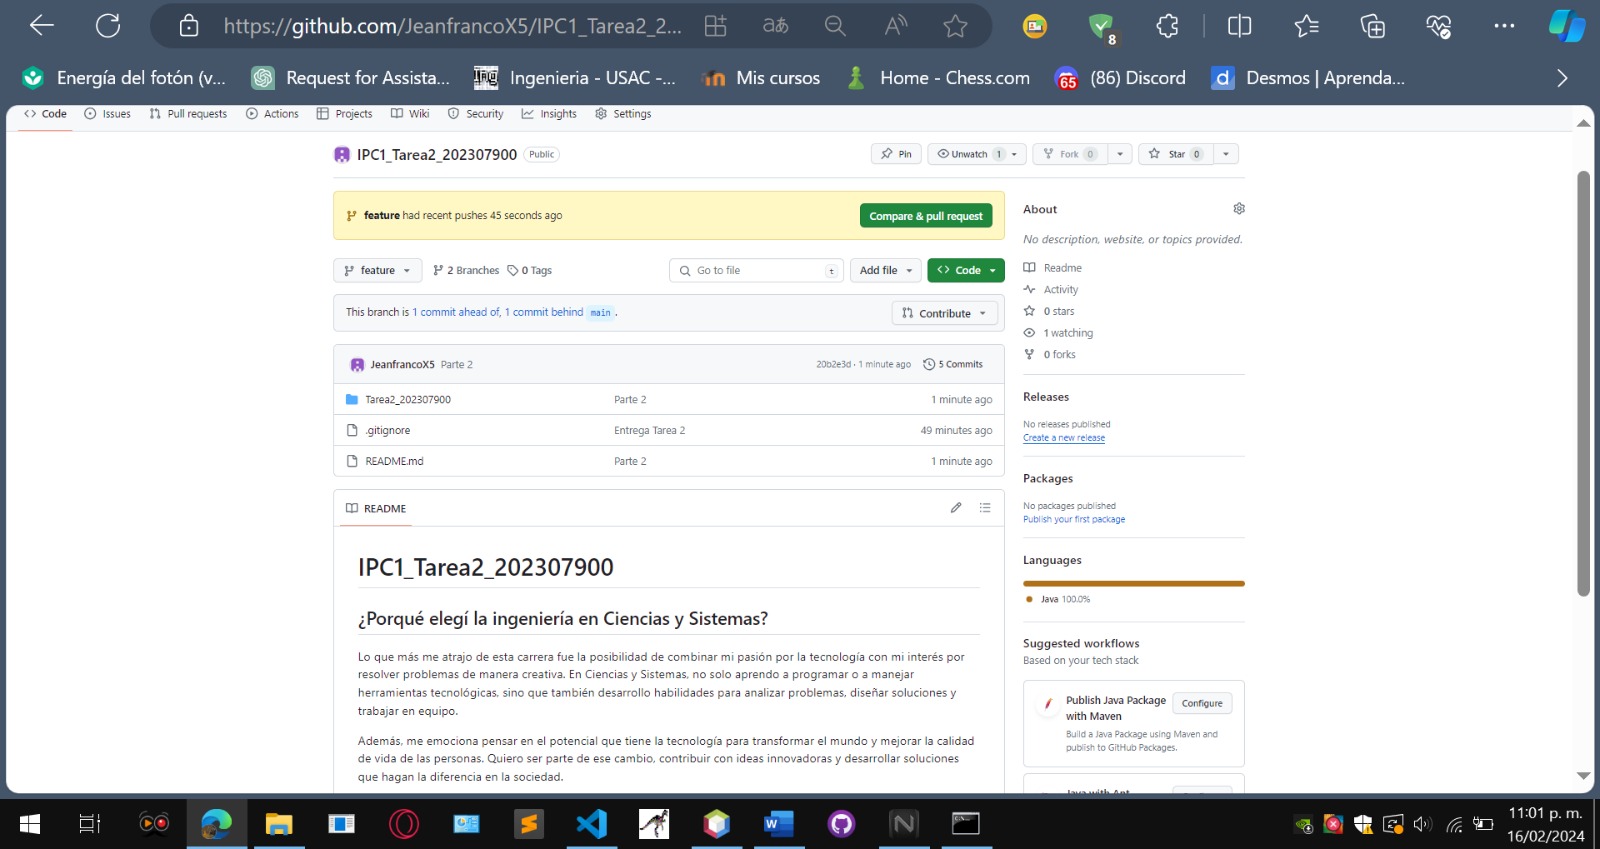 https://github.com/JeanfrancoX5/IPC1_Tarea2_2...
8
Energía del fotón (v...
Request for Assista...
Ing
Ingenieria - USAC -...
Mis cursos
Home - Chess.com
65
(86) Discord
d
Desmos | Aprenda...
Code
Issues
Pull requests
Actions
Projects
Wiki
Security
Insights
Settings
IPC1_Tarea2_202307900
Public
Pin
Unwatch 1
Fork 0
Star 0
feature had recent pushes 45 seconds ago
Compare & pull request
feature
2 Branches
0 Tags
Go to file
t
Add file
Code
This branch is 1 commit ahead of, 1 commit behind main .
Contribute
JeanfrancoX5 Parte 2
20b2e3d · 1 minute ago
5 Commits
Tarea2_202307900 Parte 2 1 minute ago
.gitignore Entrega Tarea 2 49 minutes ago
README.md Parte 2 1 minute ago
README
IPC1_Tarea2_202307900
¿Porqué elegí la ingeniería en Ciencias y Sistemas?
Lo que más me atrajo de esta carrera fue la posibilidad de combinar mi pasión por la tecnología con mi interés por
resolver problemas de manera creativa. En Ciencias y Sistemas, no solo aprendo a programar o a manejar
herramientas tecnológicas, sino que también desarrollo habilidades para analizar problemas, diseñar soluciones y
trabajar en equipo.
Además, me emociona pensar en el potencial que tiene la tecnología para transformar el mundo y mejorar la calidad
de vida de las personas. Quiero ser parte de ese cambio, contribuir con ideas innovadoras y desarrollar soluciones
que hagan la diferencia en la sociedad.
About
No description, website, or topics provided.
Readme
Activity
0 stars
1 watching
0 forks
Releases
No releases published
Create a new release
Packages
No packages published
Publish your first package
Languages
Java 100.0%
Suggested workflows
Based on your tech stack
Publish Java Package
with Maven
Configure
Build a Java Package using Maven and
publish to GitHub Packages.
Java with Ant
11:01 p. m.
16/02/2024